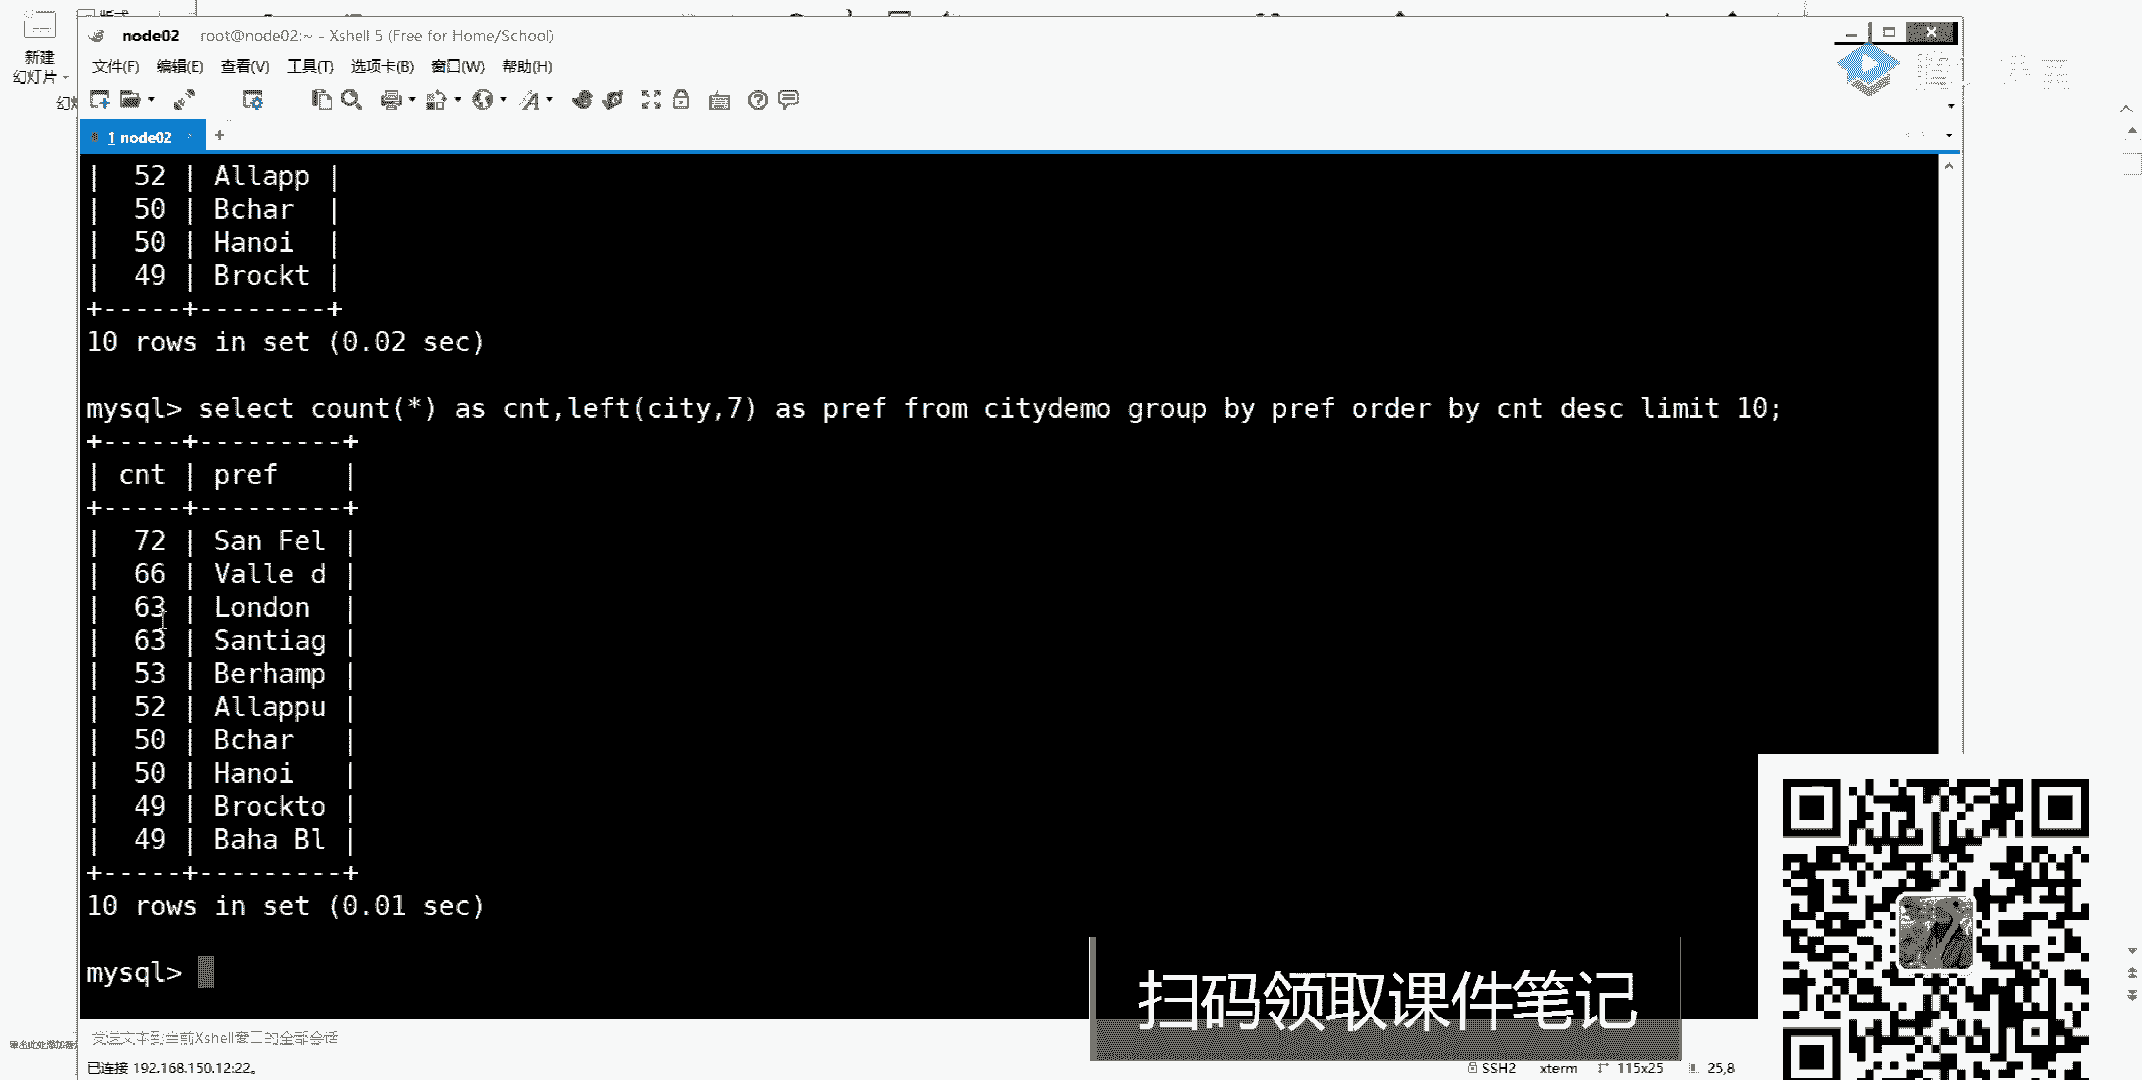 新建
幻灯片
node02 root@node02:~ - Xshell 5 (Free for Home/School)
文件(F) 编辑(E) 查看(V) 工具(T) 选项卡(B) 窗口(W) 帮助(H)
1 node02 +
| 52 | Allapp |
| 50 | Bchar |
| 50 | Hanoi |
| 49 | Brockt |
+-----+--------+
10 rows in set (0.02 sec)
mysql> select count(*) as cnt,left(city,7) as pref from citydemo group by pref order by cnt desc limit 10;
+-----+---------+
| cnt | pref |
+-----+---------+
| 72 | San Fel |
| 66 | Valle d |
| 63 | London |
| 63 | Santiag |
| 53 | Berhamp |
| 52 | Allappu |
| 50 | Bchar |
| 50 | Hanoi |
| 49 | Brockto |
| 49 | Baha Bl |
+-----+---------+
10 rows in set (0.01 sec)
mysql>
扫码领取课件笔记
发送文本到当前Xshell窗口的全部会话
已连接 192.168.150.12:22。
SSH2 xterm 115x25 25,8